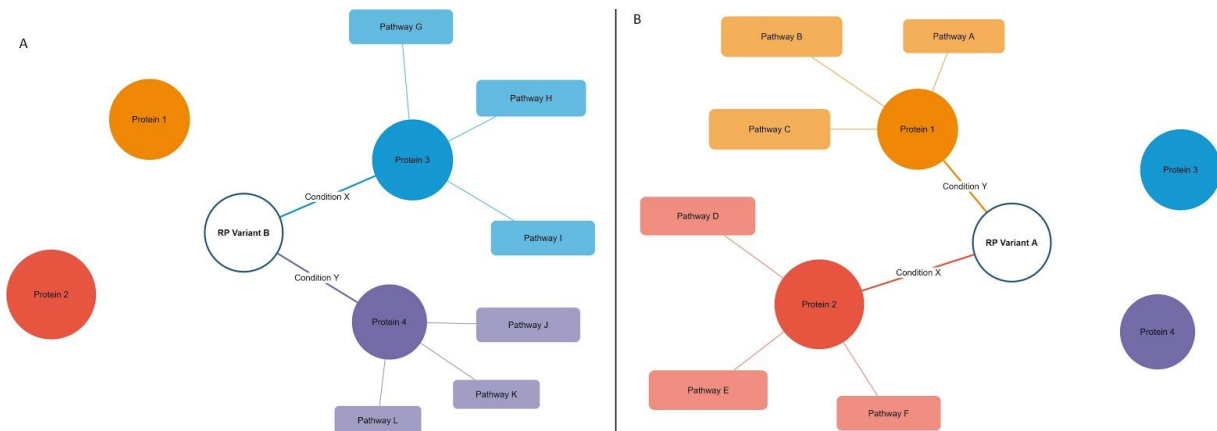 A
Pathway G
Pathway H
Protein 1
Protein 3
Condition X
RP Variant B
Pathway I
Condition Y
Protein 2
Protein 4
Pathway J
Pathway K
Pathway L
B
Pathway B
Pathway A
Pathway C
Protein 1
Protein 3
Condition Y
Pathway D
RP Variant A
Condition X
Protein 2
Protein 4
Pathway E
Pathway F